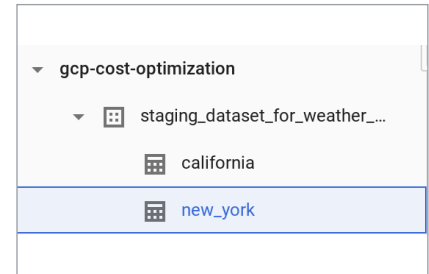 gcp-cost-optimization
staging_dataset_for_weather_...
california
new_york